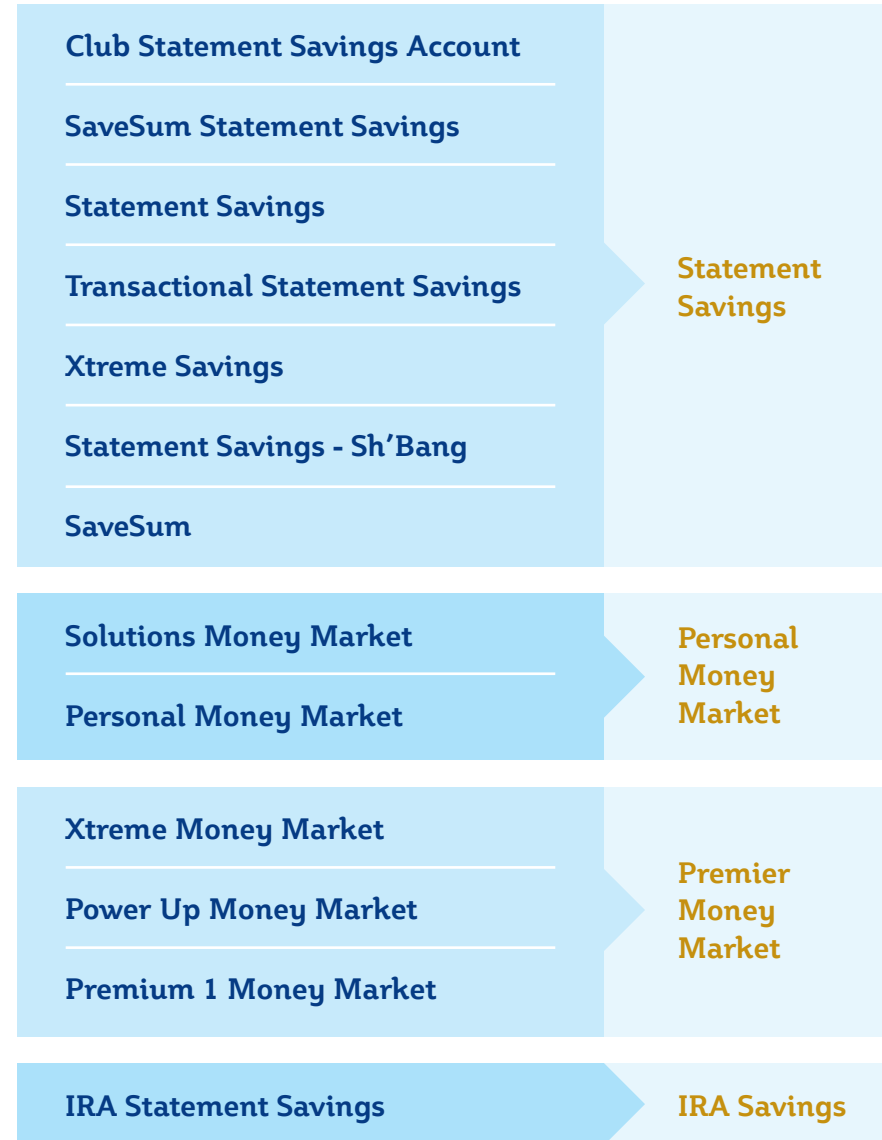 Club Statement Savings Account
SaveSum Statement Savings
Statement Savings
Transactional Statement Savings
Xtreme Savings
Statement Savings - Sh’Bang
SaveSum
Statement
Savings
Solutions Money Market
Personal Money Market
Personal
Money
Market
Xtreme Money Market
Power Up Money Market
Premium 1 Money Market
Premier
Money
Market
IRA Statement Savings
IRA Savings